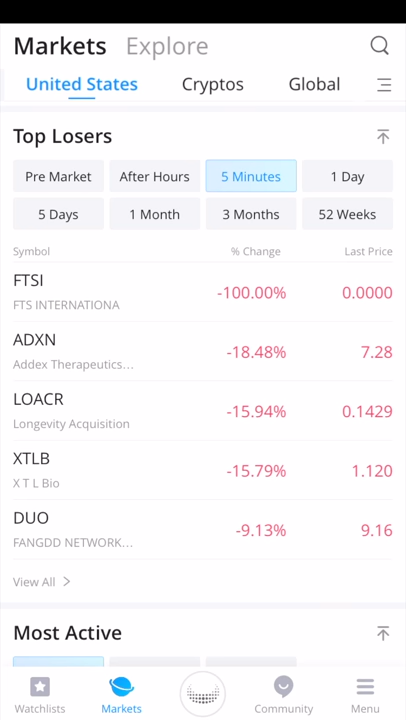 Markets Explore
United States Cryptos Global
Top Losers
Pre Market After Hours 5 Minutes 1 Day
5 Days 1 Month 3 Months 52 Weeks
Symbol % Change Last Price
FTSI -100.00% 0.0000
FTS INTERNATIONA
ADXN -18.48% 7.28
Addex Therapeutics...
LOACR -15.94% 0.1429
Longevity Acquisition
XTLB -15.79% 1.120
X T L Bio
DUO -9.13% 9.16
FANGDD NETWORK...
View All >
Most Active
Watchlists Markets Community Menu